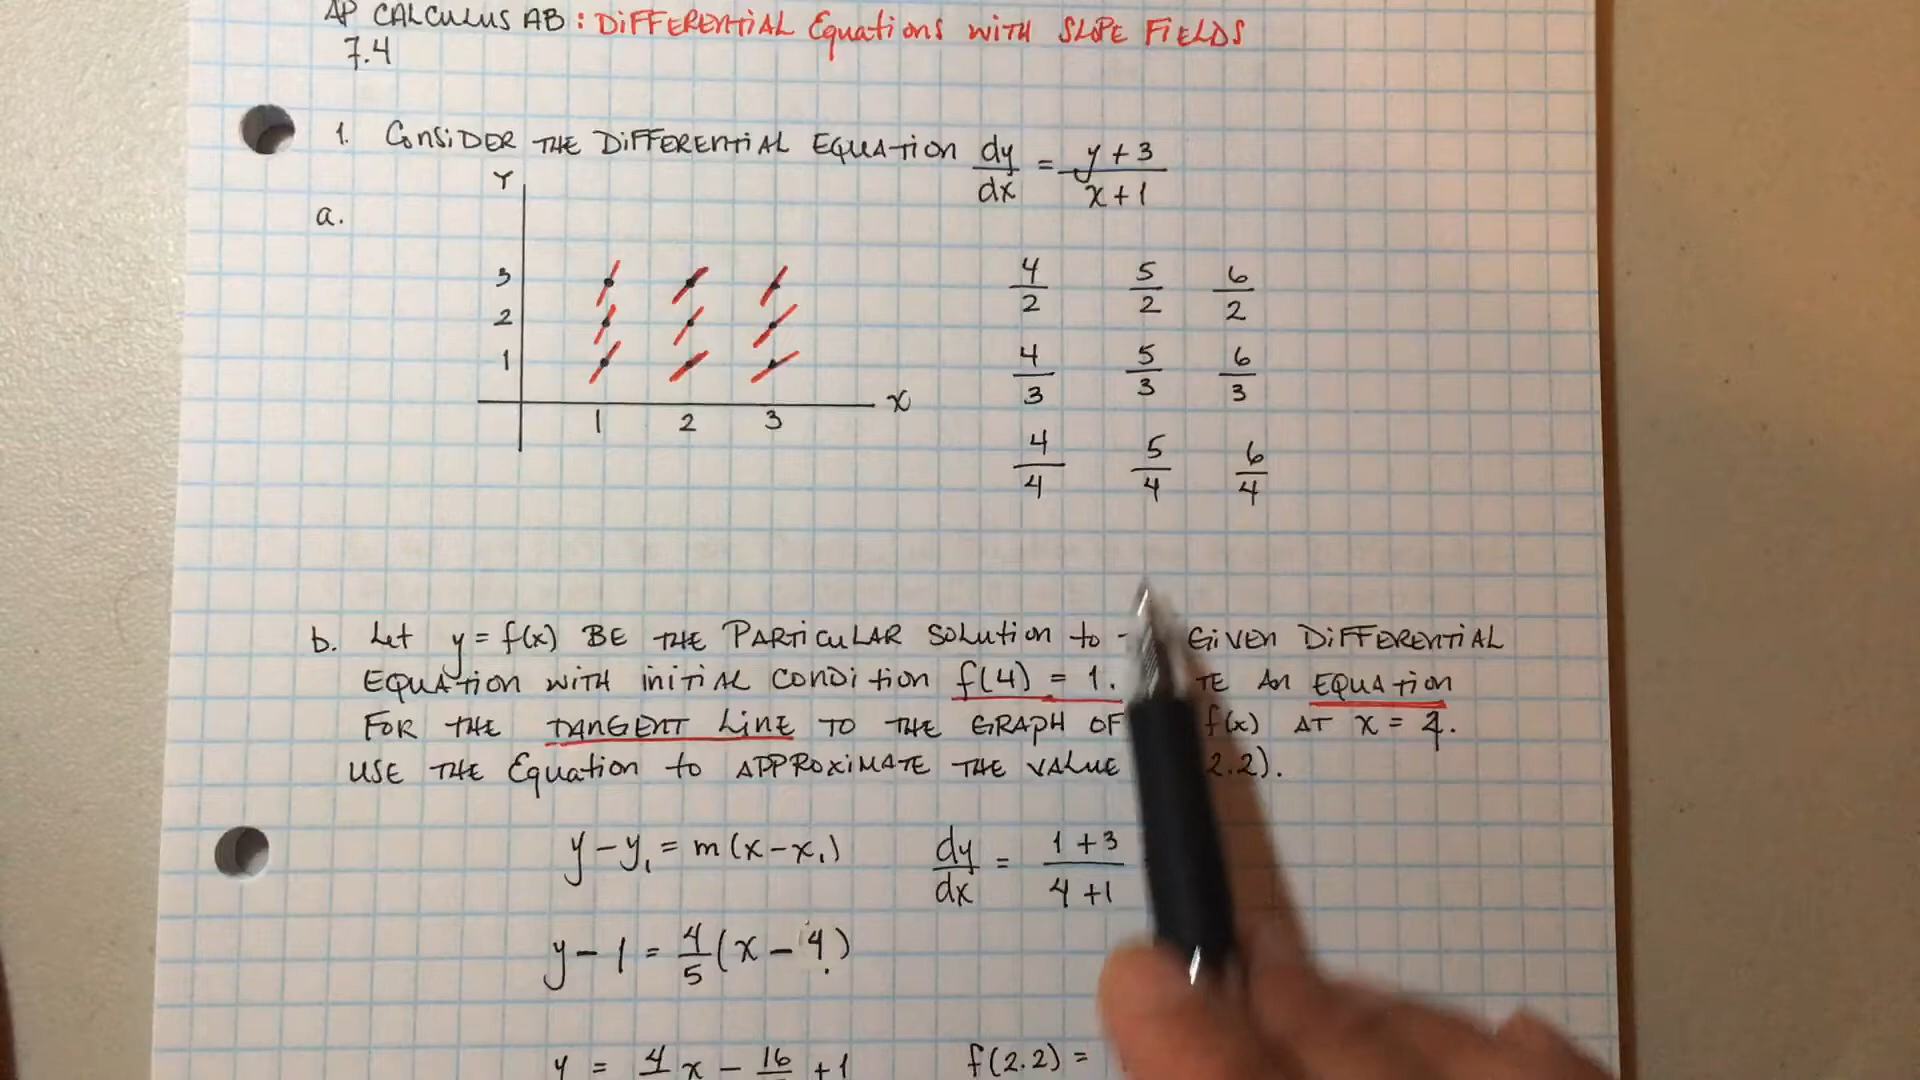 AP CALCULUS AB: DIFFERENTIAL EQUATIONS WITH SLOPE FIELDS
7.4
1. CONSIDER THE DIFFERENTIAL EQUATION dy/dx = y+3/x+1
Y
a.
3
2
1
x
1 2 3
4/2 5/2 6/2
4/3 5/3 6/3
4/4 5/4 6/4
b. Let y = f(x) BE THE PARTICULAR SOLUTION to GIVEN DIFFERENTIAL
EQUATION WITH INITIAL CONDITION f(4) = 1. AN EQUATION
FOR THE TANGENT LINE TO THE GRAPH OF f(x) AT x = 4.
USE THE EQUATION to APPROXIMATE THE VALUE 2.2).
y - y₁ = m(x - x₁) dy/dx = 1+3/4+1
y - 1 = 4/5(x - 4)
y = 4 x - 16 + 1 f(2.2) =